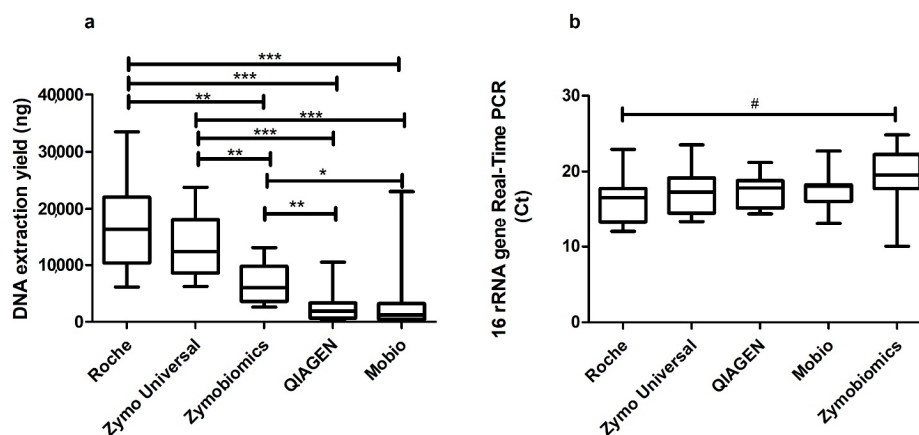 a
b
***
***
**
***
***
**
*
**
DNA extraction yield (ng)
40000
30000
20000
10000
0
Roche
Zymo Universal
Zymobiomics
QIAGEN
Mobio
#
16 rRNA gene Real-Time PCR
(Ct)
30
20
10
0
Roche
Zymo Universal
QIAGEN
Mobio
Zymobiomics